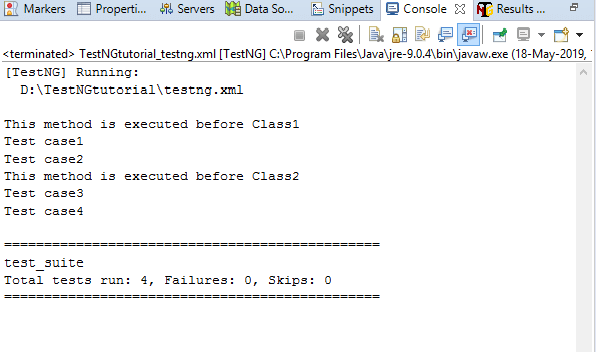 Markers Properti... Servers Data So... Snippets Console Results ...
<terminated> TestNGtutorial_testng.xml [TestNG] C:\Program Files\Java\jre-9.0.4\bin\javaw.exe (18-May-2019,
[TestNG] Running:
D:\TestNGtutorial\testng.xml
This method is executed before Class1
Test case1
Test case2
This method is executed before Class2
Test case3
Test case4
===============================================
test_suite
Total tests run: 4, Failures: 0, Skips: 0
===============================================